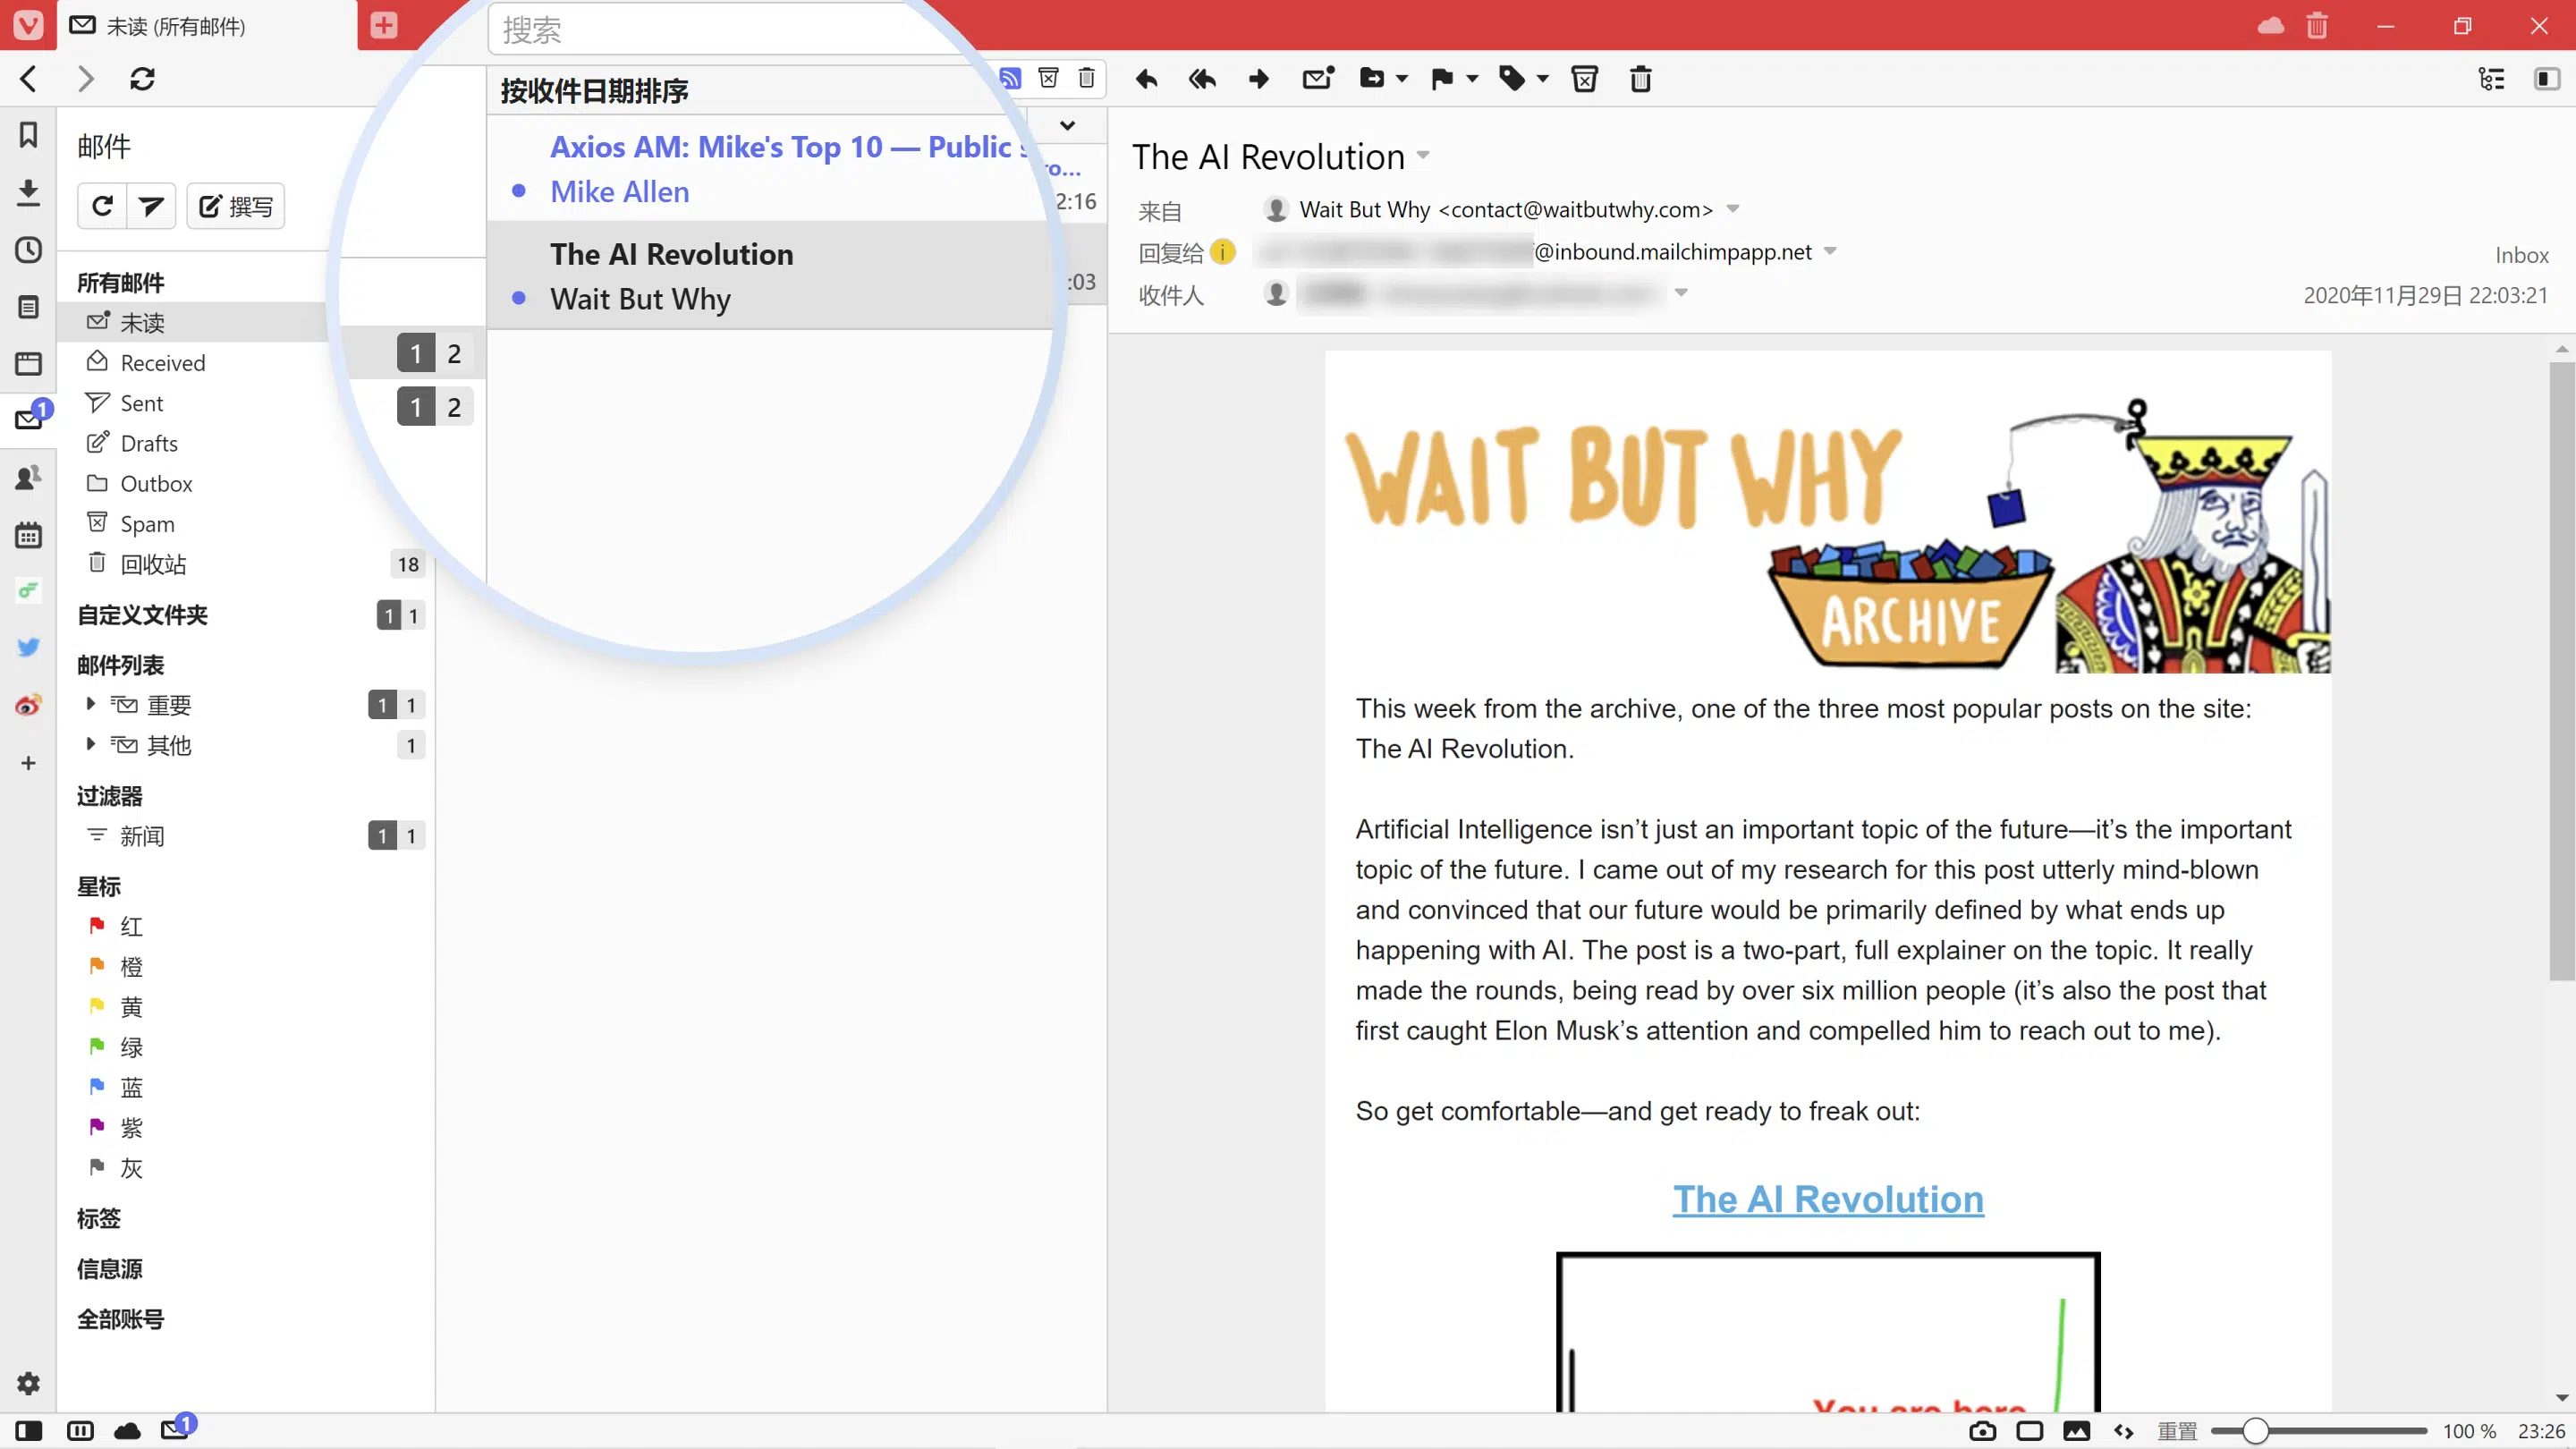 未读 (所有邮件)
搜索
按收件日期排序
邮件
撰写
所有邮件
未读
1 2
Received
1 2
Sent
Drafts
Outbox
Spam
回收站
18
自定义文件夹
1 1
邮件列表
重要
1 1
其他
1
过滤器
新闻
1 1
星标
红
橙
黄
绿
蓝
紫
灰
标签
信息源
全部账号
1
Axios AM: Mike's Top 10 — Public
ro...
Mike Allen
2:16
The AI Revolution
Wait But Why
:03
The AI Revolution
来自
Wait But Why <contact@waitbutwhy.com>
回复给
@inbound.mailchimpapp.net
收件人
Inbox
2020年11月29日 22:03:21
WAIT BUT WHY
ARCHIVE
This week from the archive, one of the three most popular posts on the site:
The AI Revolution.
Artificial Intelligence isn’t just an important topic of the future—it’s the important
topic of the future. I came out of my research for this post utterly mind-blown
and convinced that our future would be primarily defined by what ends up
happening with AI. The post is a two-part, full explainer on the topic. It really
made the rounds, being read by over six million people (it’s also the post that
first caught Elon Musk’s attention and compelled him to reach out to me).
So get comfortable—and get ready to freak out:
The AI Revolution
You are here
1
重置
100 %
23:26